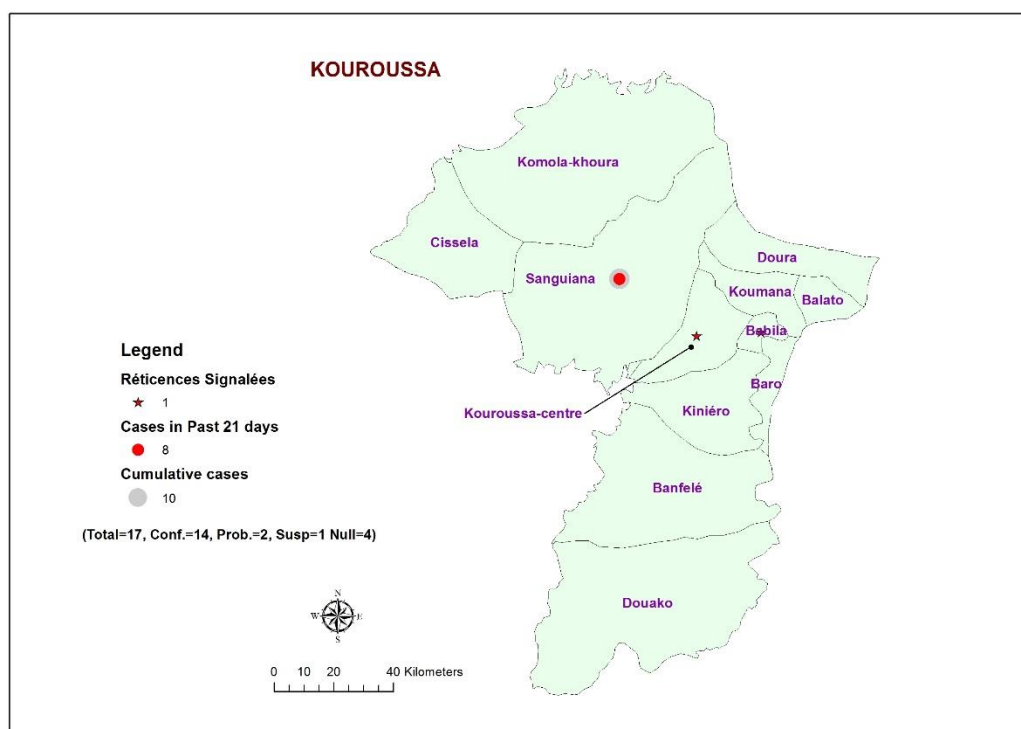 KOUROUSSA
Komola-khoura
Cissela
Doura
Sanguiana
Koumana
Balato
Babila
Baro
Kouroussa-centre
Kiniéro
Banfelé
Douako
Legend
Réticences Signalées
1
Cases in Past 21 days
8
Cumulative cases
10
(Total=17, Conf.=14, Prob.=2, Susp=1 Null=4)
N
W E
S
0 10 20 40 Kilometers